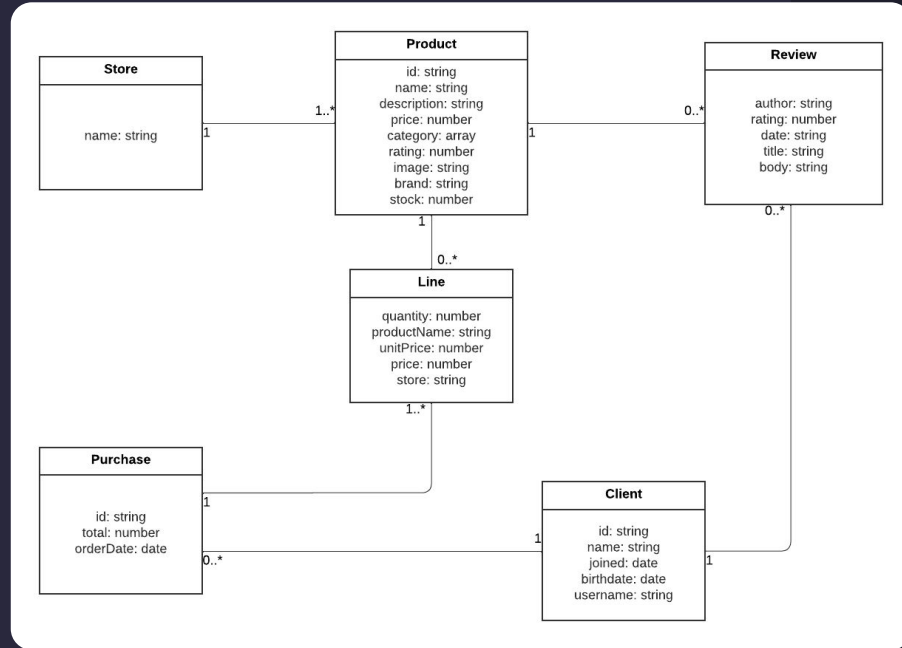 Store
name: string
1
1..*
Product
id: string
name: string
description: string
price: number
category: array
rating: number
image: string
brand: string
stock: number
1
0..*
Review
author: string
rating: number
date: string
title: string
body: string
0..*
1
0..*
Line
quantity: number
productName: string
unitPrice: number
price: number
store: string
1..*
Purchase
id: string
total: number
orderDate: date
1
0..*
1
Client
id: string
name: string
joined: date
birthdate: date
username: string
1